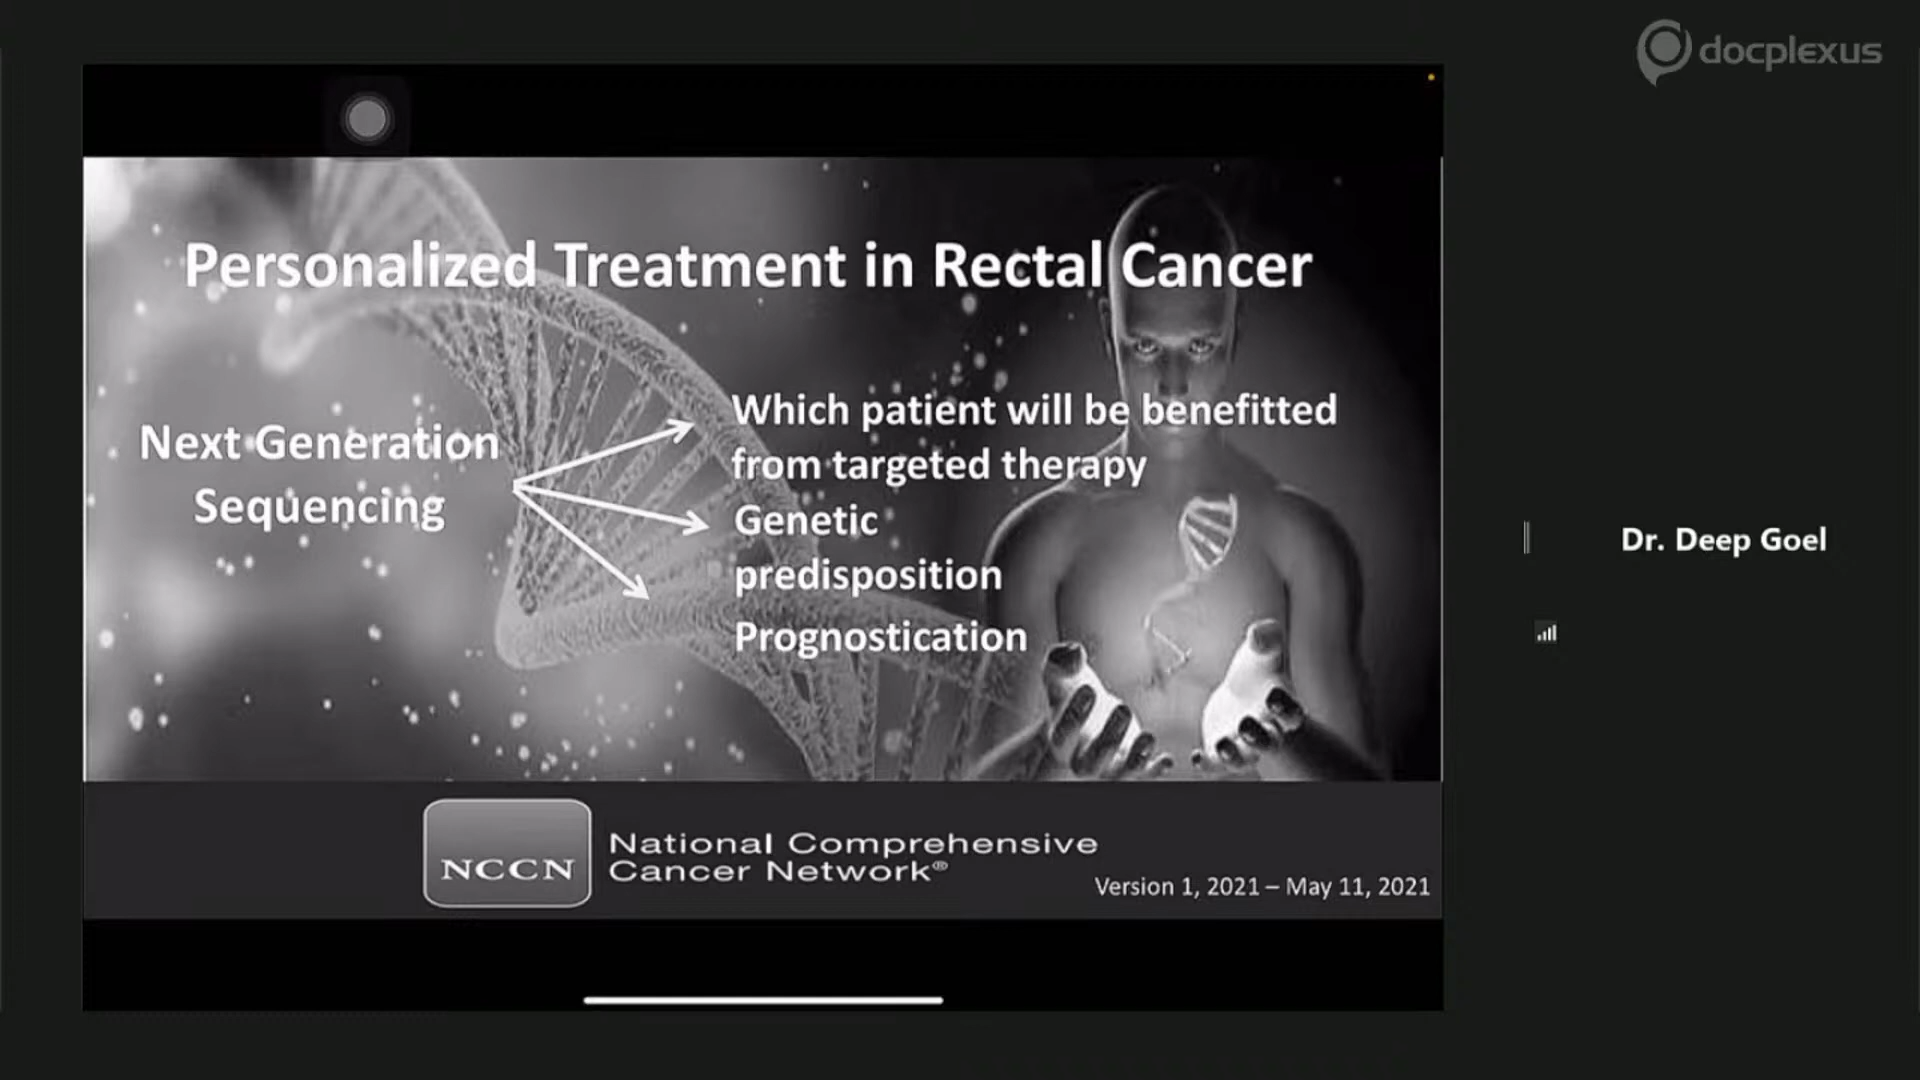 docplexus
Personalized Treatment in Rectal Cancer
Next Generation
Sequencing
Which patient will be benefitted
from targeted therapy
Genetic
predisposition
Prognostication
Dr. Deep Goel
NCCN
National Comprehensive
Cancer Network®
Version 1, 2021 – May 11, 2021